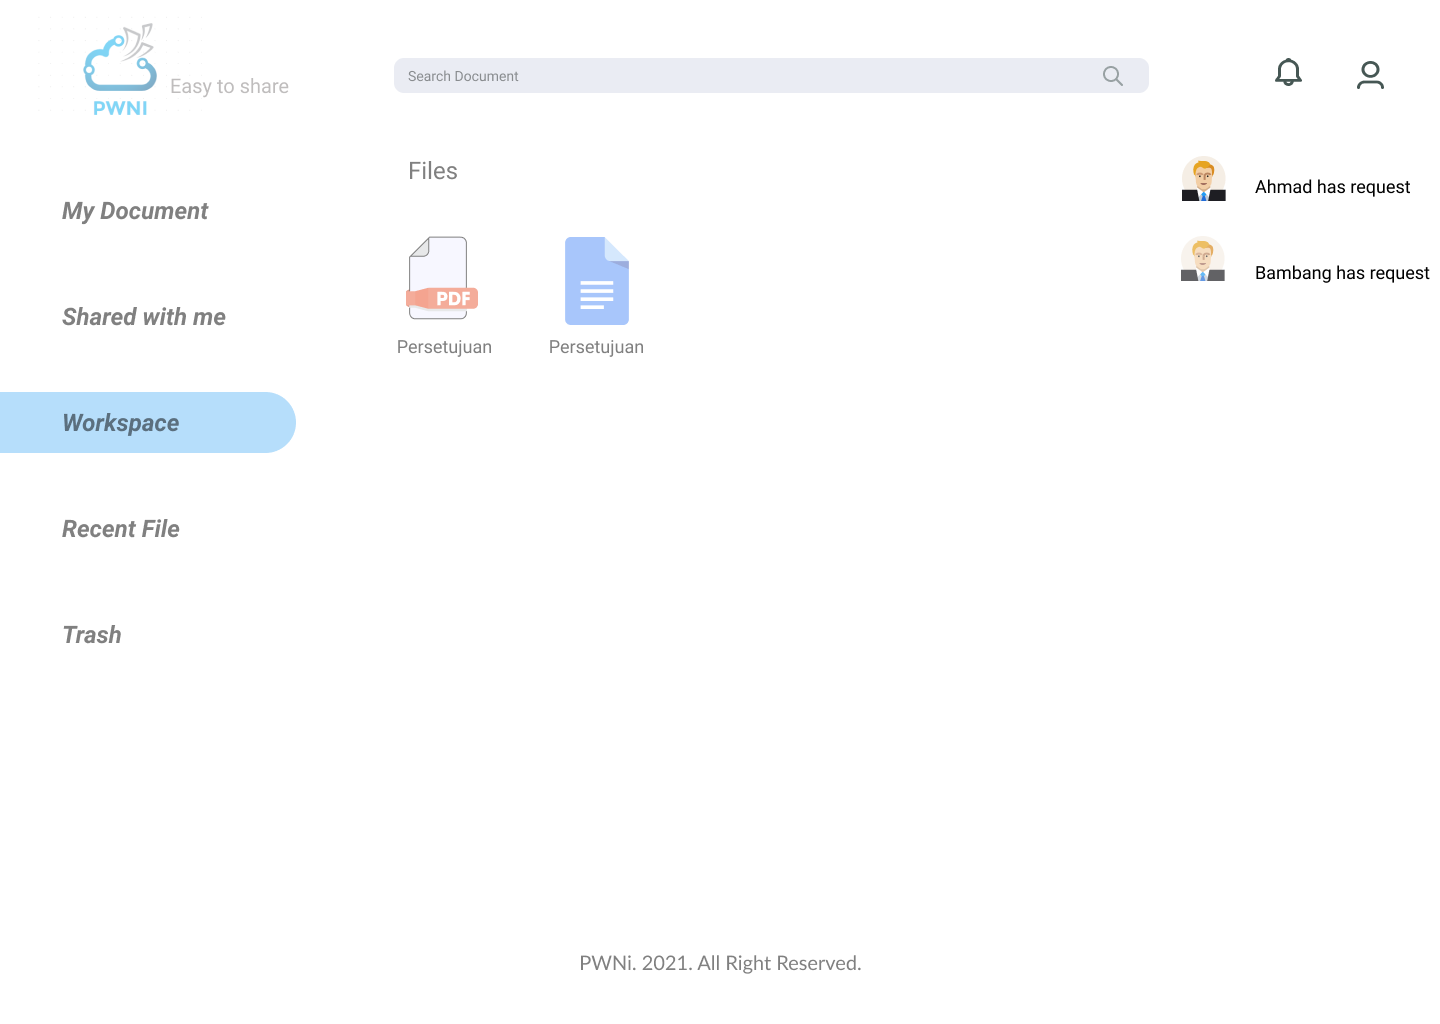 PWNI
Easy to share
Search Document
My Document
Shared with me
Workspace
Recent File
Trash
Files
PDF
Persetujuan
Persetujuan
Ahmad has request
Bambang has request
PWNi. 2021. All Right Reserved.